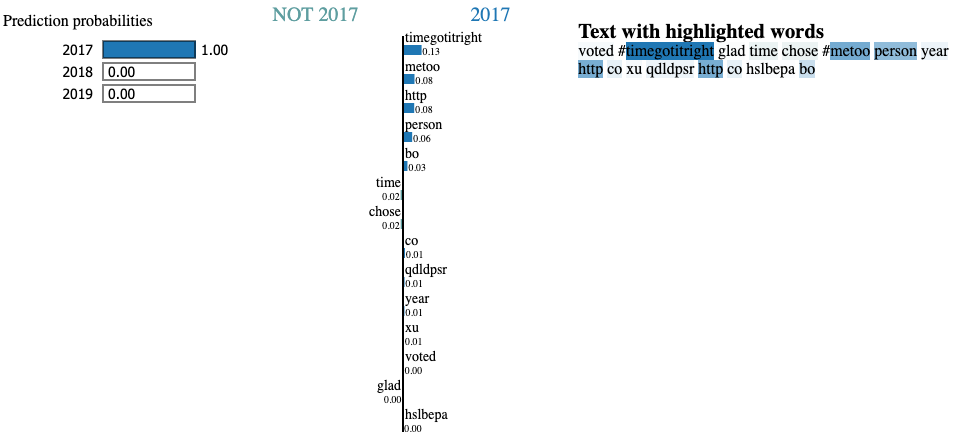 Prediction probabilities
2017 1.00
2018 0.00
2019 0.00
NOT 2017 2017
timegotitright
0.13
metoo
0.08
http
0.08
person
0.06
bo
0.03
time
0.02
chose
0.02
co
0.01
qdldpsr
0.01
year
0.01
xu
0.01
voted
0.00
glad
0.00
hslbepa
0.00
Text with highlighted words
voted #timegotitright glad time chose #metoo person year
http co xu qdldpsr http co hslbepa bo